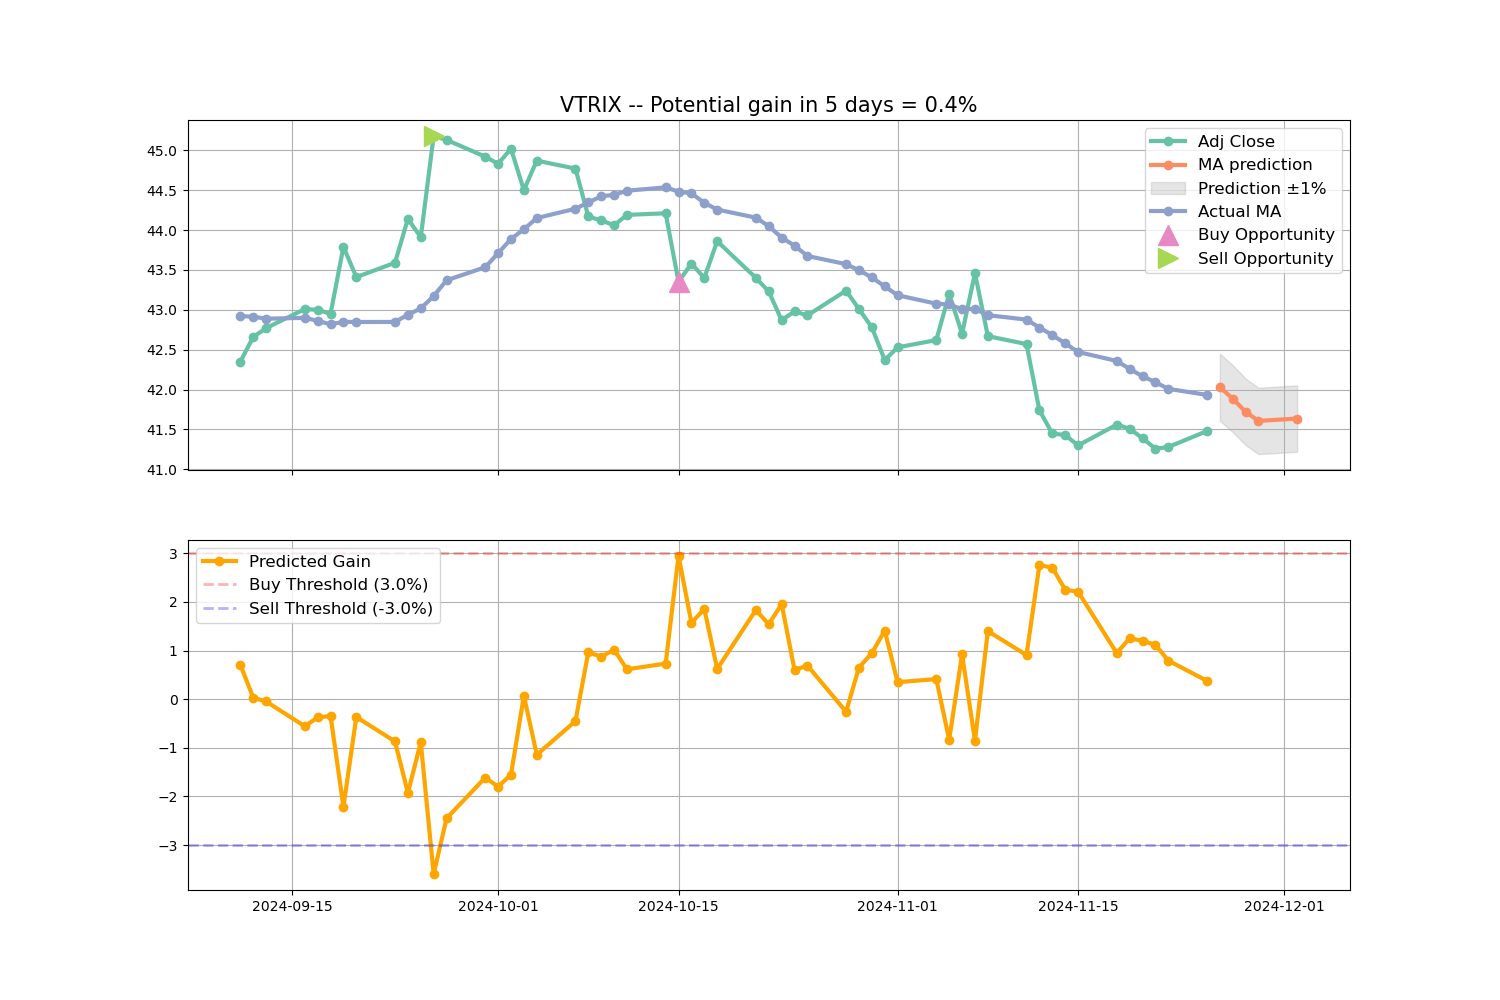 VTRIX -- Potential gain in 5 days = 0.4%
45.0
44.5
44.0
43.5
43.0
42.5
42.0
41.5
41.0
Adj Close
MA prediction
Prediction ±1%
Actual MA
Buy Opportunity
Sell Opportunity
3
2
1
0
−1
−2
−3
Predicted Gain
Buy Threshold (3.0%)
Sell Threshold (-3.0%)
2024-09-15 2024-10-01 2024-10-15 2024-11-01 2024-11-15 2024-12-01